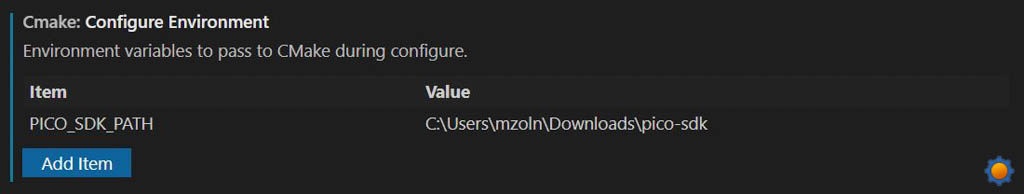 Cmake: Configure Environment
Environment variables to pass to CMake during configure.
Item Value
PICO_SDK_PATH C:\Users\mzoln\Downloads\pico-sdk
Add Item